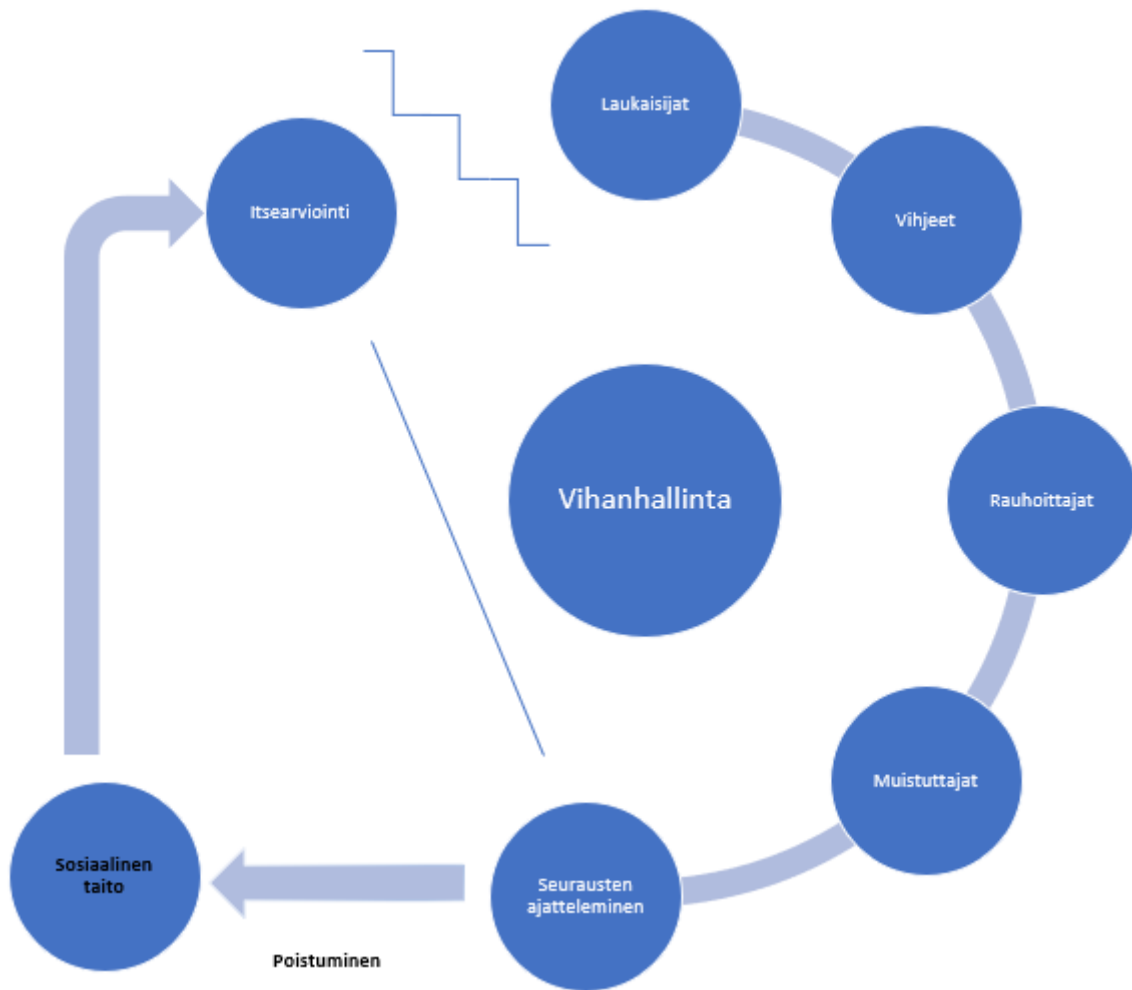 Laukaisijat
Vihjeet
Rauhoittajat
Muistuttajat
Seurausten
ajatteleminen
Poistuminen
Sosiaalinen
taito
Itsearviointi
Vihanhallinta